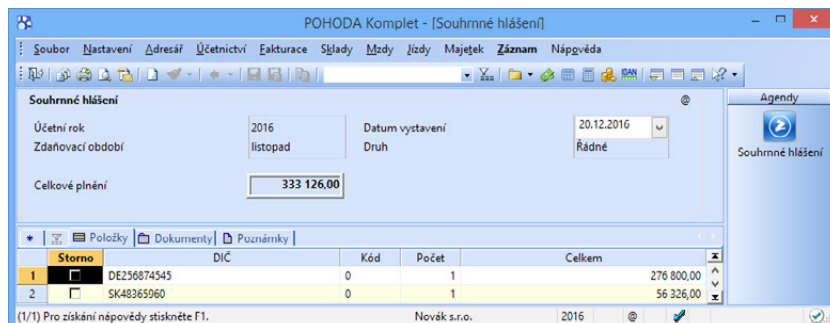 POHODA Komplet - [Souhrnné hlášení]
Soubor Nastavení Adresář Účetnictví Fakturace Sklady Mzdy Jízdy Majetek Záznam Nápověda
Souhrnné hlášení @ Agendy
Účetní rok 2016 Datum vystavení 20.12.2016
Zdaňovací období listopad Druh Řádné
Souhrnné hlášení
Celkové plnění 333 126,00
Položky Dokumenty Poznámky
Storno DIČ Kód Počet Celkem
1 DE256874545 0 1 276 800,00
2 SK48365960 0 1 56 326,00
(1/1) Pro získání nápovědy stiskněte F1. Novák s.r.o. 2016 @